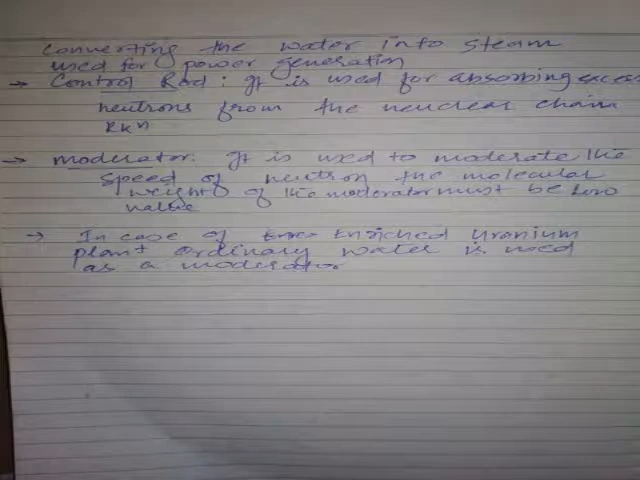 converting the water into steam
used for power generation
→ Control Rod : It is used for absorbing excess
neutrons from the neuclear chain
Rxn
→ moderator : It is used to moderate the
speed of neutron the molecular
weight of the moderator must be low
value
→ In case of Enriched Uranium
plant ordinary water is used
as a moderator